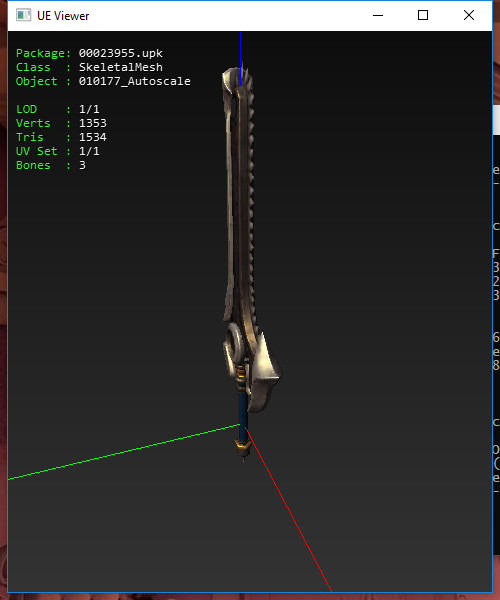 UE Viewer
Package: 00023955.upk
Class  : SkeletalMesh
Object : 010177_Autoscale
LOD    : 1/1
Verts  : 1353
Tris   : 1534
UV Set : 1/1
Bones  : 3